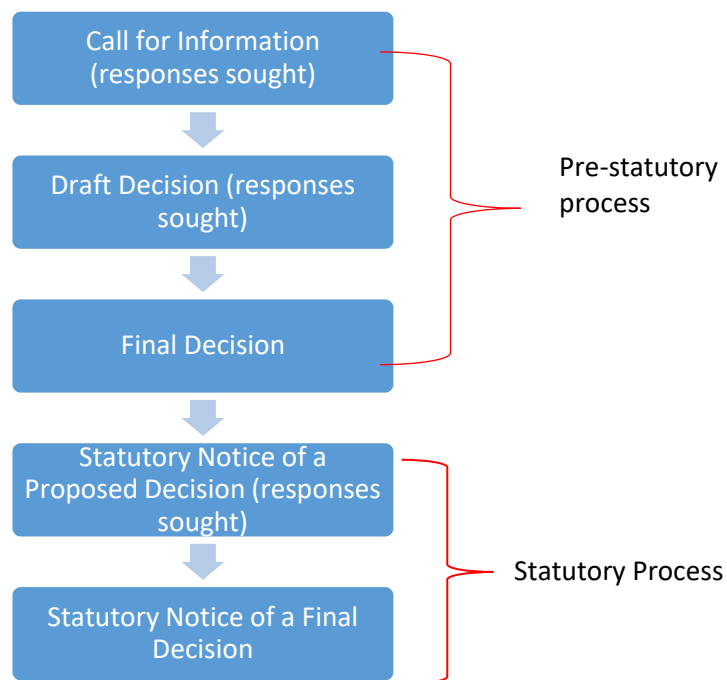 Call for Information
(responses sought)
Draft Decision (responses
sought)
Pre-statutory
process
Final Decision
Statutory Notice of a
Proposed Decision (responses
sought)
Statutory Process
Statutory Notice of a Final
Decision